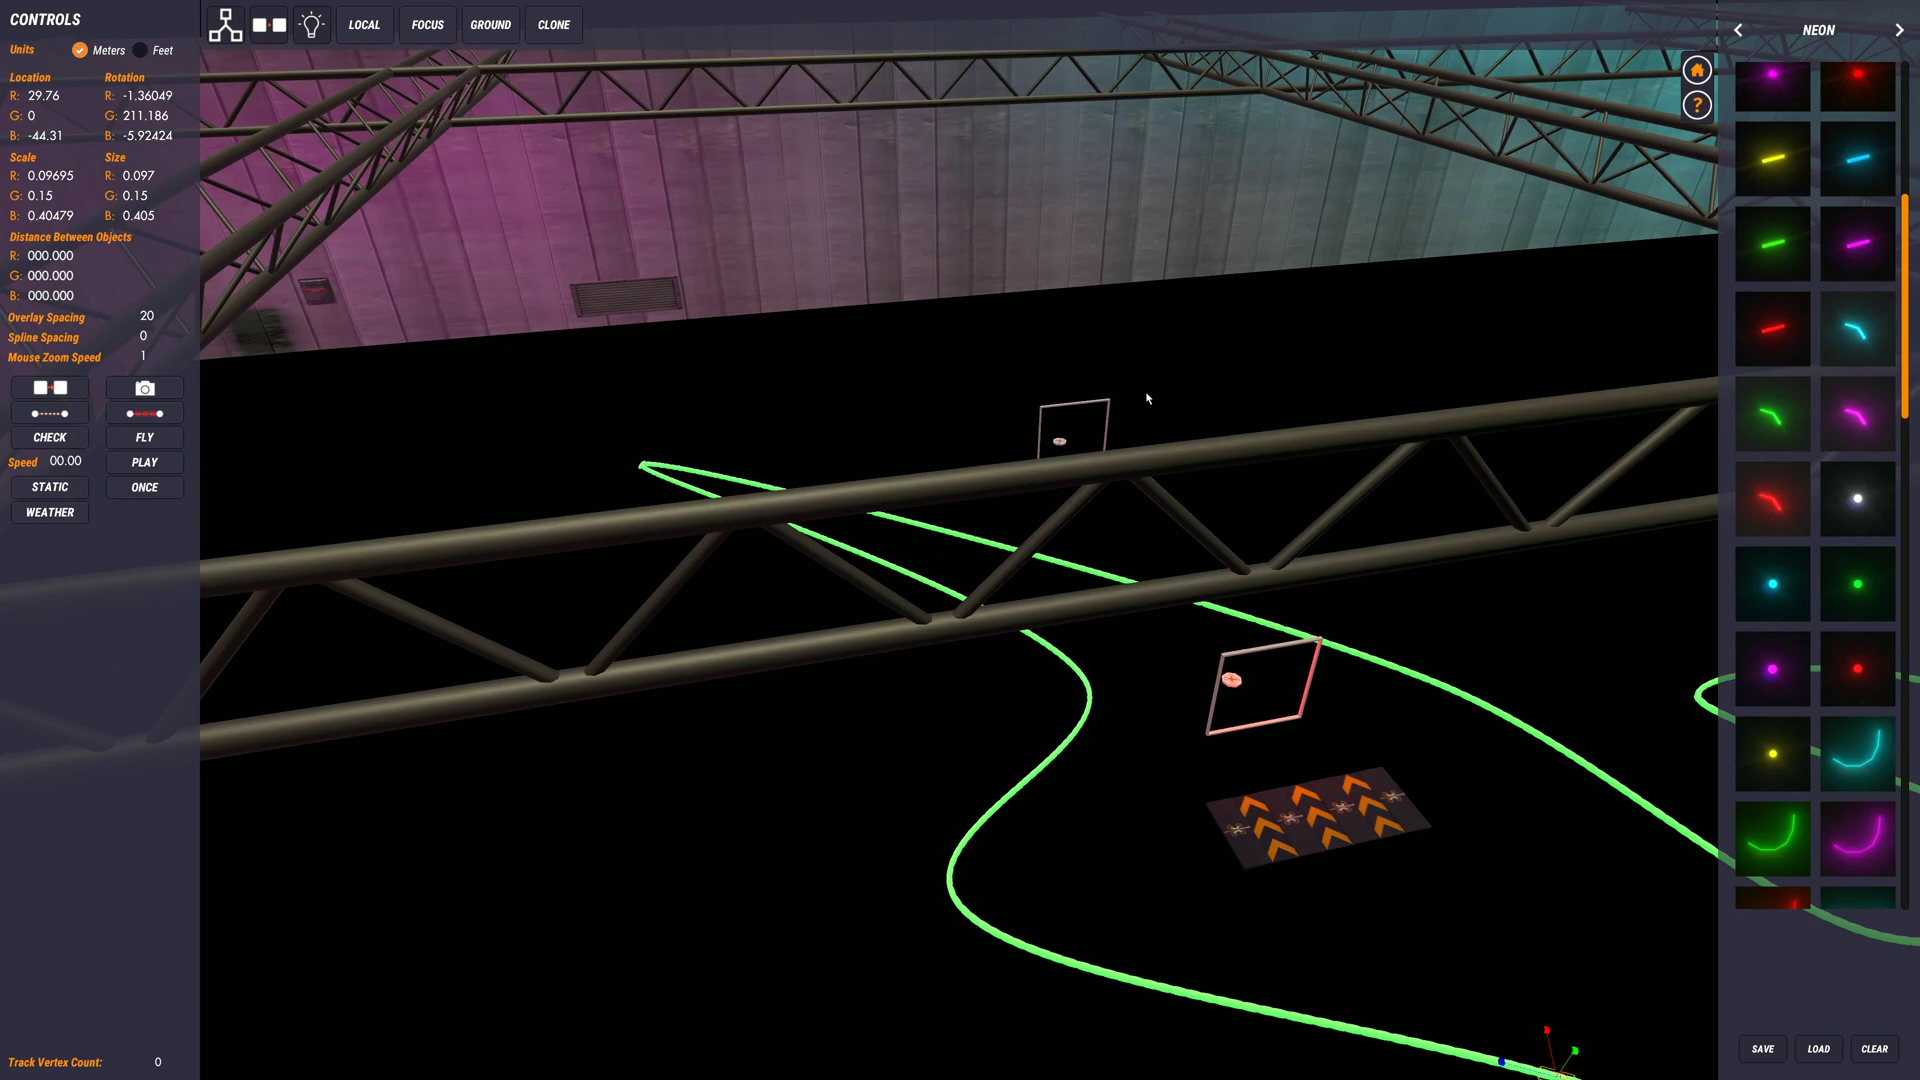 CONTROLS
Units Meters Feet
Location Rotation
R: 29.76 R: -1.36049
G: 0 G: 211.186
B: -44.31 B: -5.92424
Scale Size
R: 0.09695 R: 0.097
G: 0.15 G: 0.15
B: 0.40479 B: 0.405
Distance Between Objects
R: 000.000
G: 000.000
B: 000.000
Overlay Spacing 20
Spline Spacing 0
Mouse Zoom Speed 1
CHECK FLY
Speed 00.00 PLAY
STATIC ONCE
WEATHER
Track Vertex Count: 0
LOCAL FOCUS GROUND CLONE
?
NEON
SAVE LOAD CLEAR